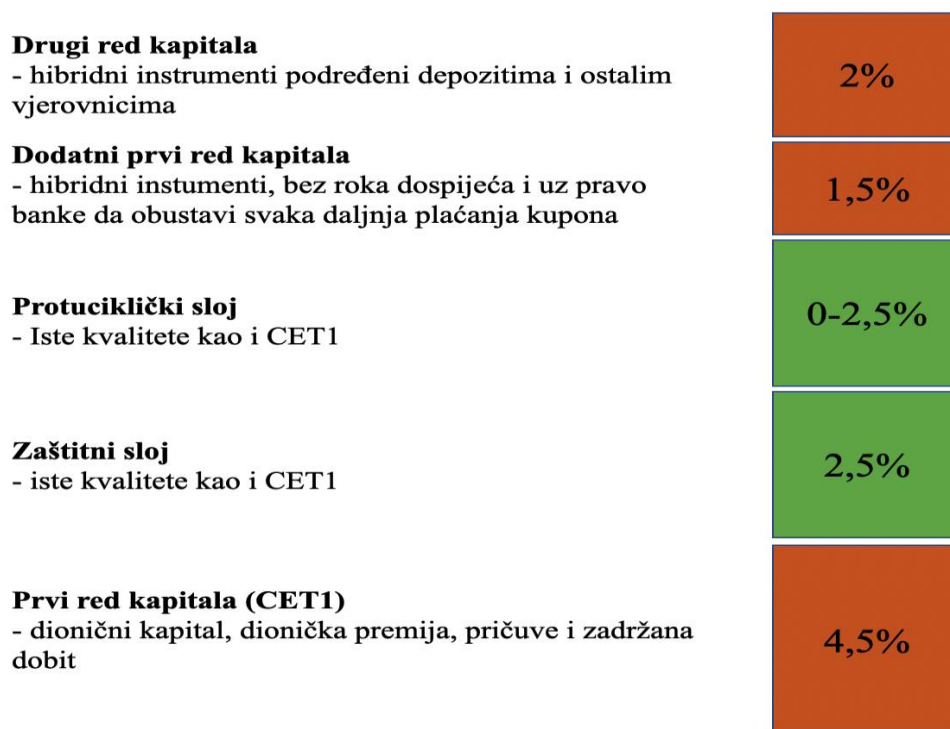 Drugi red kapitala
- hibridni instrumenti podređeni depozitima i ostalim
vjerovnicima
2%
Dodatni prvi red kapitala
- hibridni instumenti, bez roka dospijeća i uz pravo
banke da obustavi svaka daljnja plaćanja kupona
1,5%
Protuciklički sloj
- Iste kvalitete kao i CET1
0-2,5%
Zaštitni sloj
- iste kvalitete kao i CET1
2,5%
Prvi red kapitala (CET1)
- dionični kapital, dionička premija, pričuve i zadržana
dobit
4,5%